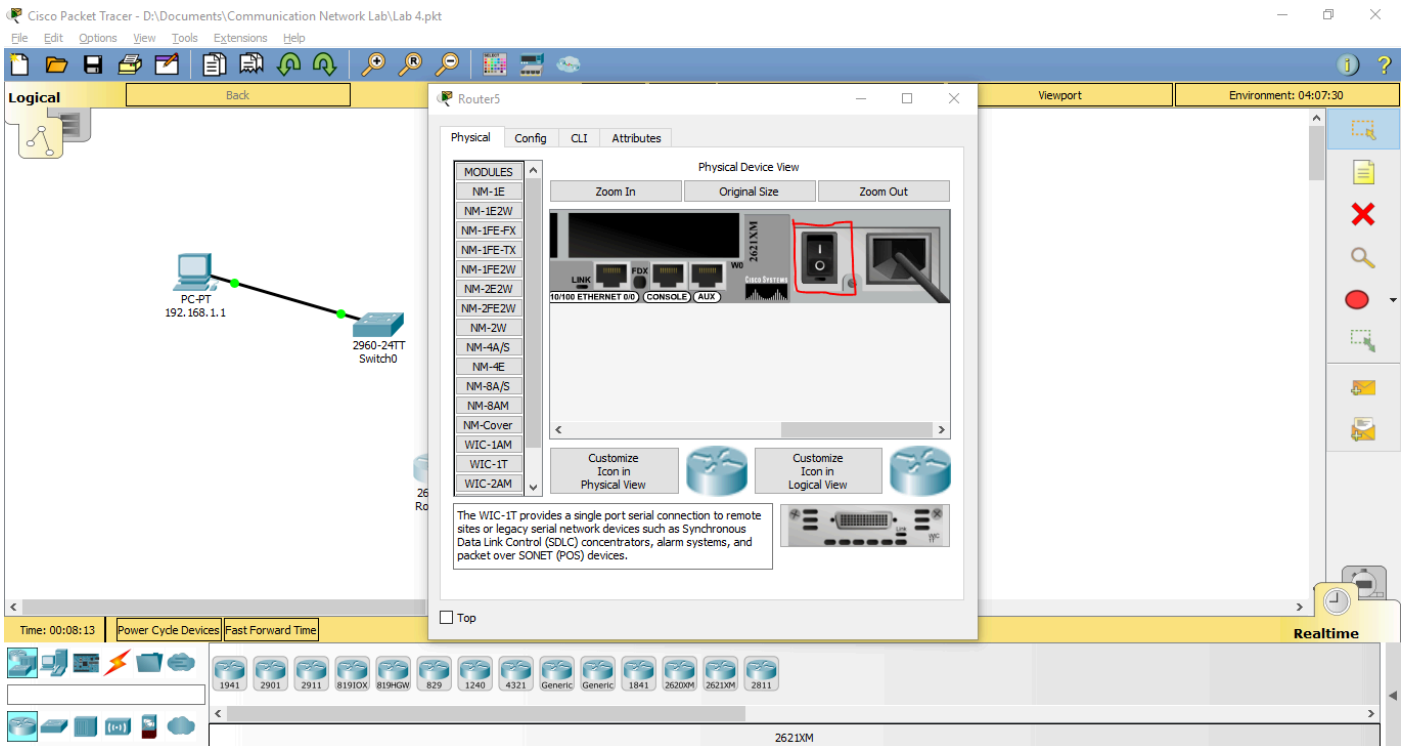 Cisco Packet Tracer - D:\Documents\Communication Network Lab\Lab 4.pkt
File Edit Options View Tools Extensions Help
Logical
Back
Viewport
Environment: 04:07:30
Router5
Physical Config CLI Attributes
MODULES
NM-1E
NM-1E2W
NM-1FE-FX
NM-1FE-TX
NM-1FE2W
NM-2E2W
NM-2FE2W
NM-2W
NM-4A/S
NM-4E
NM-8A/S
NM-8AM
NM-Cover
WIC-1AM
WIC-1T
WIC-2AM
Physical Device View
Zoom In
Original Size
Zoom Out
2621XM
W0
LINK
FDX
CISCO SYSTEMS
10/100 ETHERNET 0/0
CONSOLE
AUX
PC-PT
192.168.1.1
2960-24TT
Switch0
26
Ro
Customize
Icon in
Physical View
Customize
Icon in
Logical View
The WIC-1T provides a single port serial connection to remote
sites or legacy serial network devices such as Synchronous
Data Link Control (SDLC) concentrators, alarm systems, and
packet over SONET (POS) devices.
Link
WIC
1T
Top
Time: 00:08:13
Power Cycle Devices
Fast Forward Time
Realtime
1941
2901
2911
819IOX
819HGW
829
1240
4321
Generic
Generic
1841
2620XM
2621XM
2811
2621XM